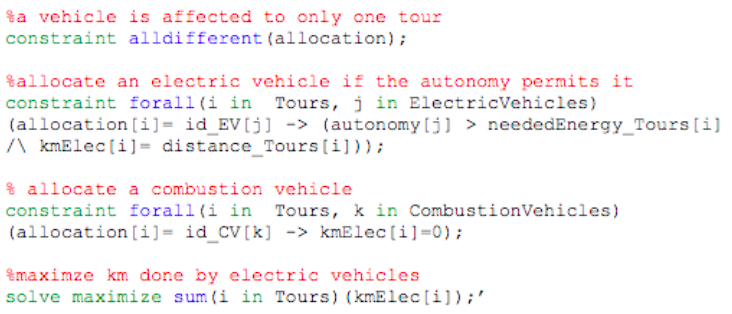 %a vehicle is affected to only one tour
constraint alldifferent(allocation);
%allocate an electric vehicle if the autonomy permits it
constraint forall(i in  Tours, j in ElectricVehicles)
(allocation[i]= id_EV[j] -> (autonomy[j] > neededEnergy_Tours[i]
/\ kmElec[i]= distance_Tours[i]));
% allocate a combustion vehicle
constraint forall(i in  Tours, k in CombustionVehicles)
(allocation[i]= id_CV[k] -> kmElec[i]=0);
%maximze km done by electric vehicles
solve maximize sum(i in Tours)(kmElec[i]);’